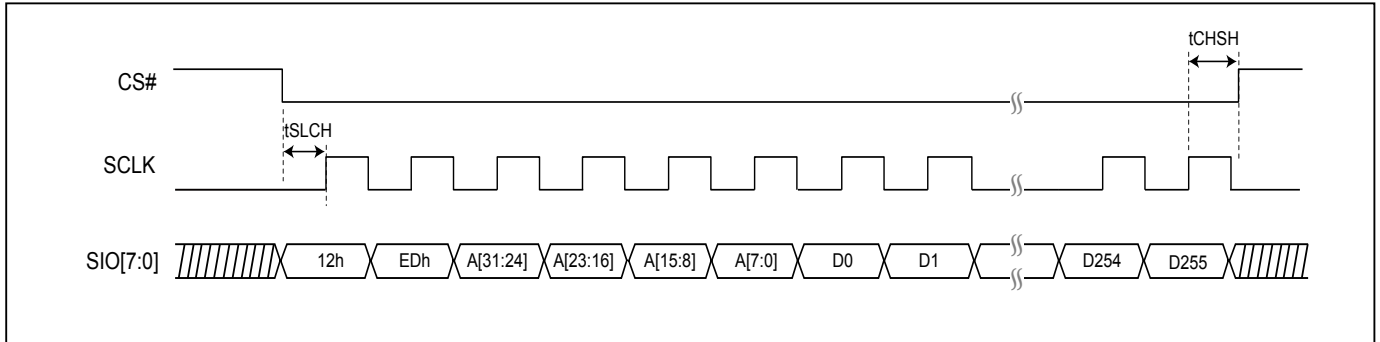 tCHSH
CS#
tSLCH
SCLK
SIO[7:0] 12h EDh A[31:24] A[23:16] A[15:8] A[7:0] D0 D1 D254 D255